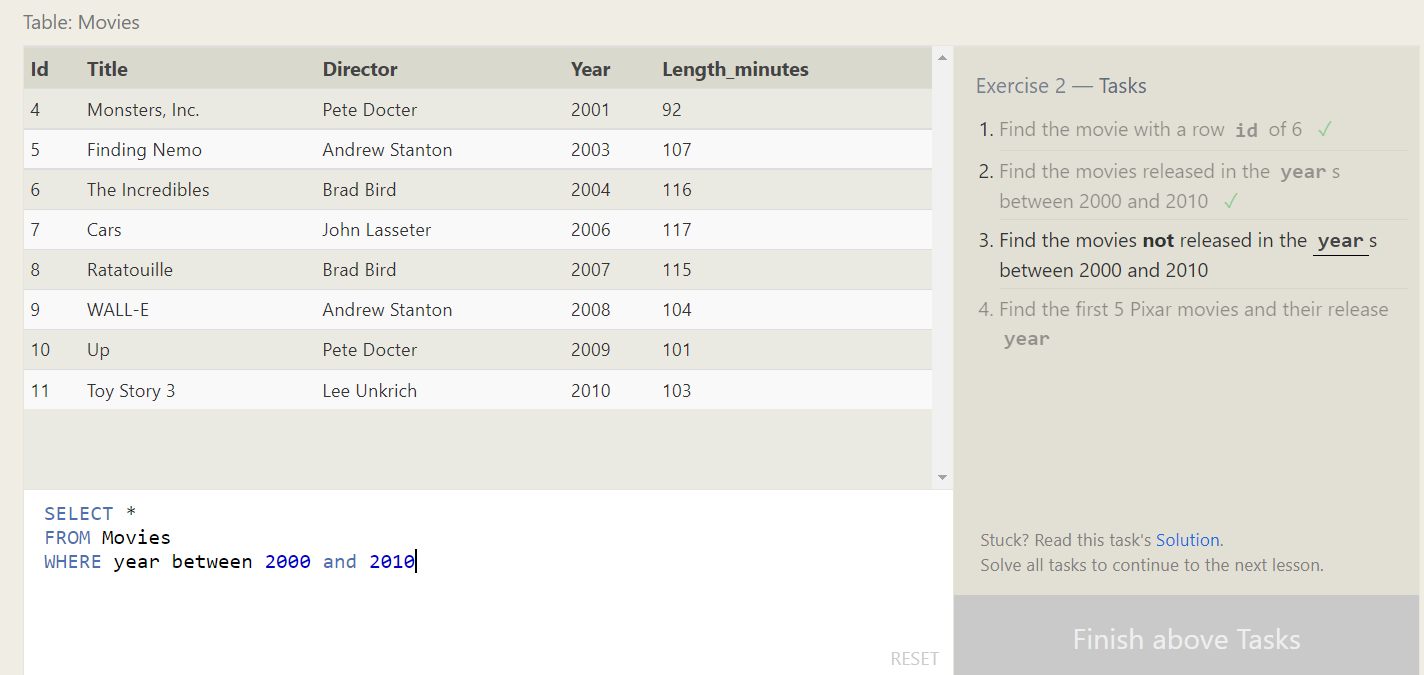 Table: Movies
Id Title Director Year Length_minutes
4 Monsters, Inc. Pete Docter 2001 92
5 Finding Nemo Andrew Stanton 2003 107
6 The Incredibles Brad Bird 2004 116
7 Cars John Lasseter 2006 117
8 Ratatouille Brad Bird 2007 115
9 WALL-E Andrew Stanton 2008 104
10 Up Pete Docter 2009 101
11 Toy Story 3 Lee Unkrich 2010 103
SELECT *
FROM Movies
WHERE year between 2000 and 2010
RESET
Exercise 2 — Tasks
1. Find the movie with a row id of 6 ✓
2. Find the movies released in the year s
between 2000 and 2010 ✓
3. Find the movies not released in the year s
between 2000 and 2010
4. Find the first 5 Pixar movies and their release
year
Stuck? Read this task's Solution.
Solve all tasks to continue to the next lesson.
Finish above Tasks